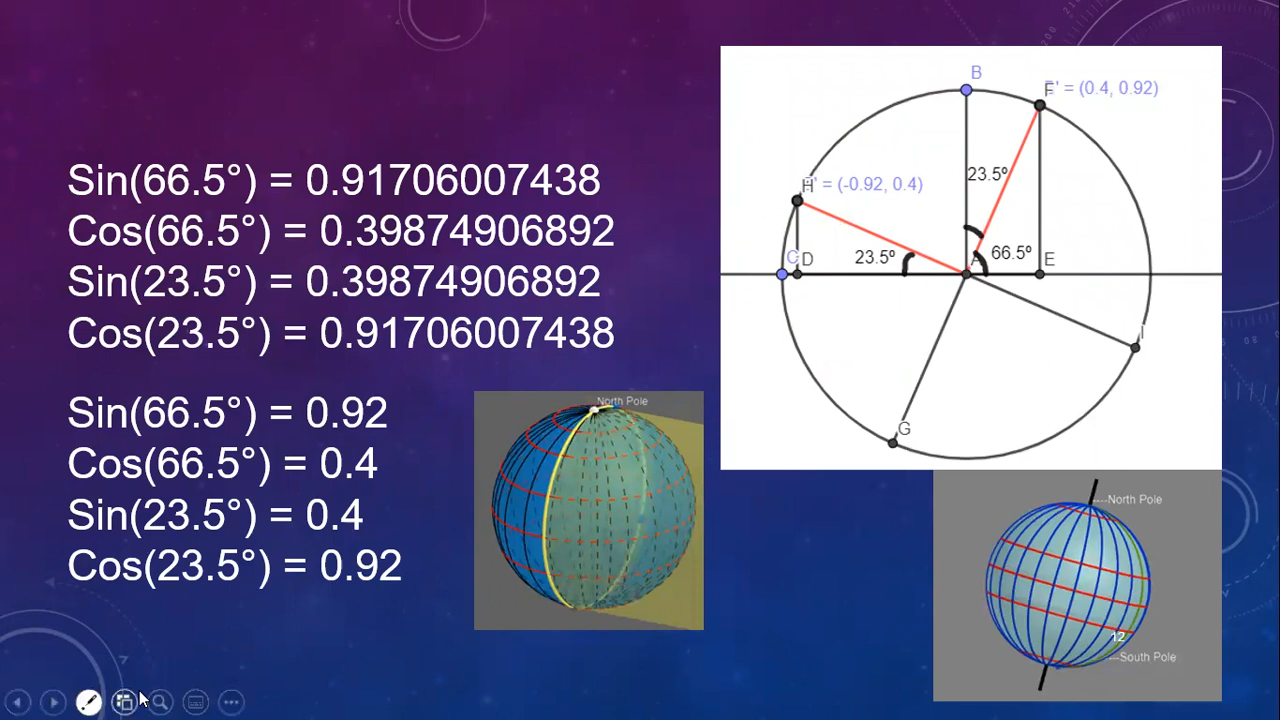 Sin(66.5°) = 0.91706007438
Cos(66.5°) = 0.39874906892
Sin(23.5°) = 0.39874906892
Cos(23.5°) = 0.91706007438
Sin(66.5°) = 0.92
Cos(66.5°) = 0.4
Sin(23.5°) = 0.4
Cos(23.5°) = 0.92
B
F' = (0.4, 0.92)
23.5º
H' = (-0.92, 0.4)
C D
23.5º
A
66.5º
E
I
G
North Pole
North Pole
12
South Pole